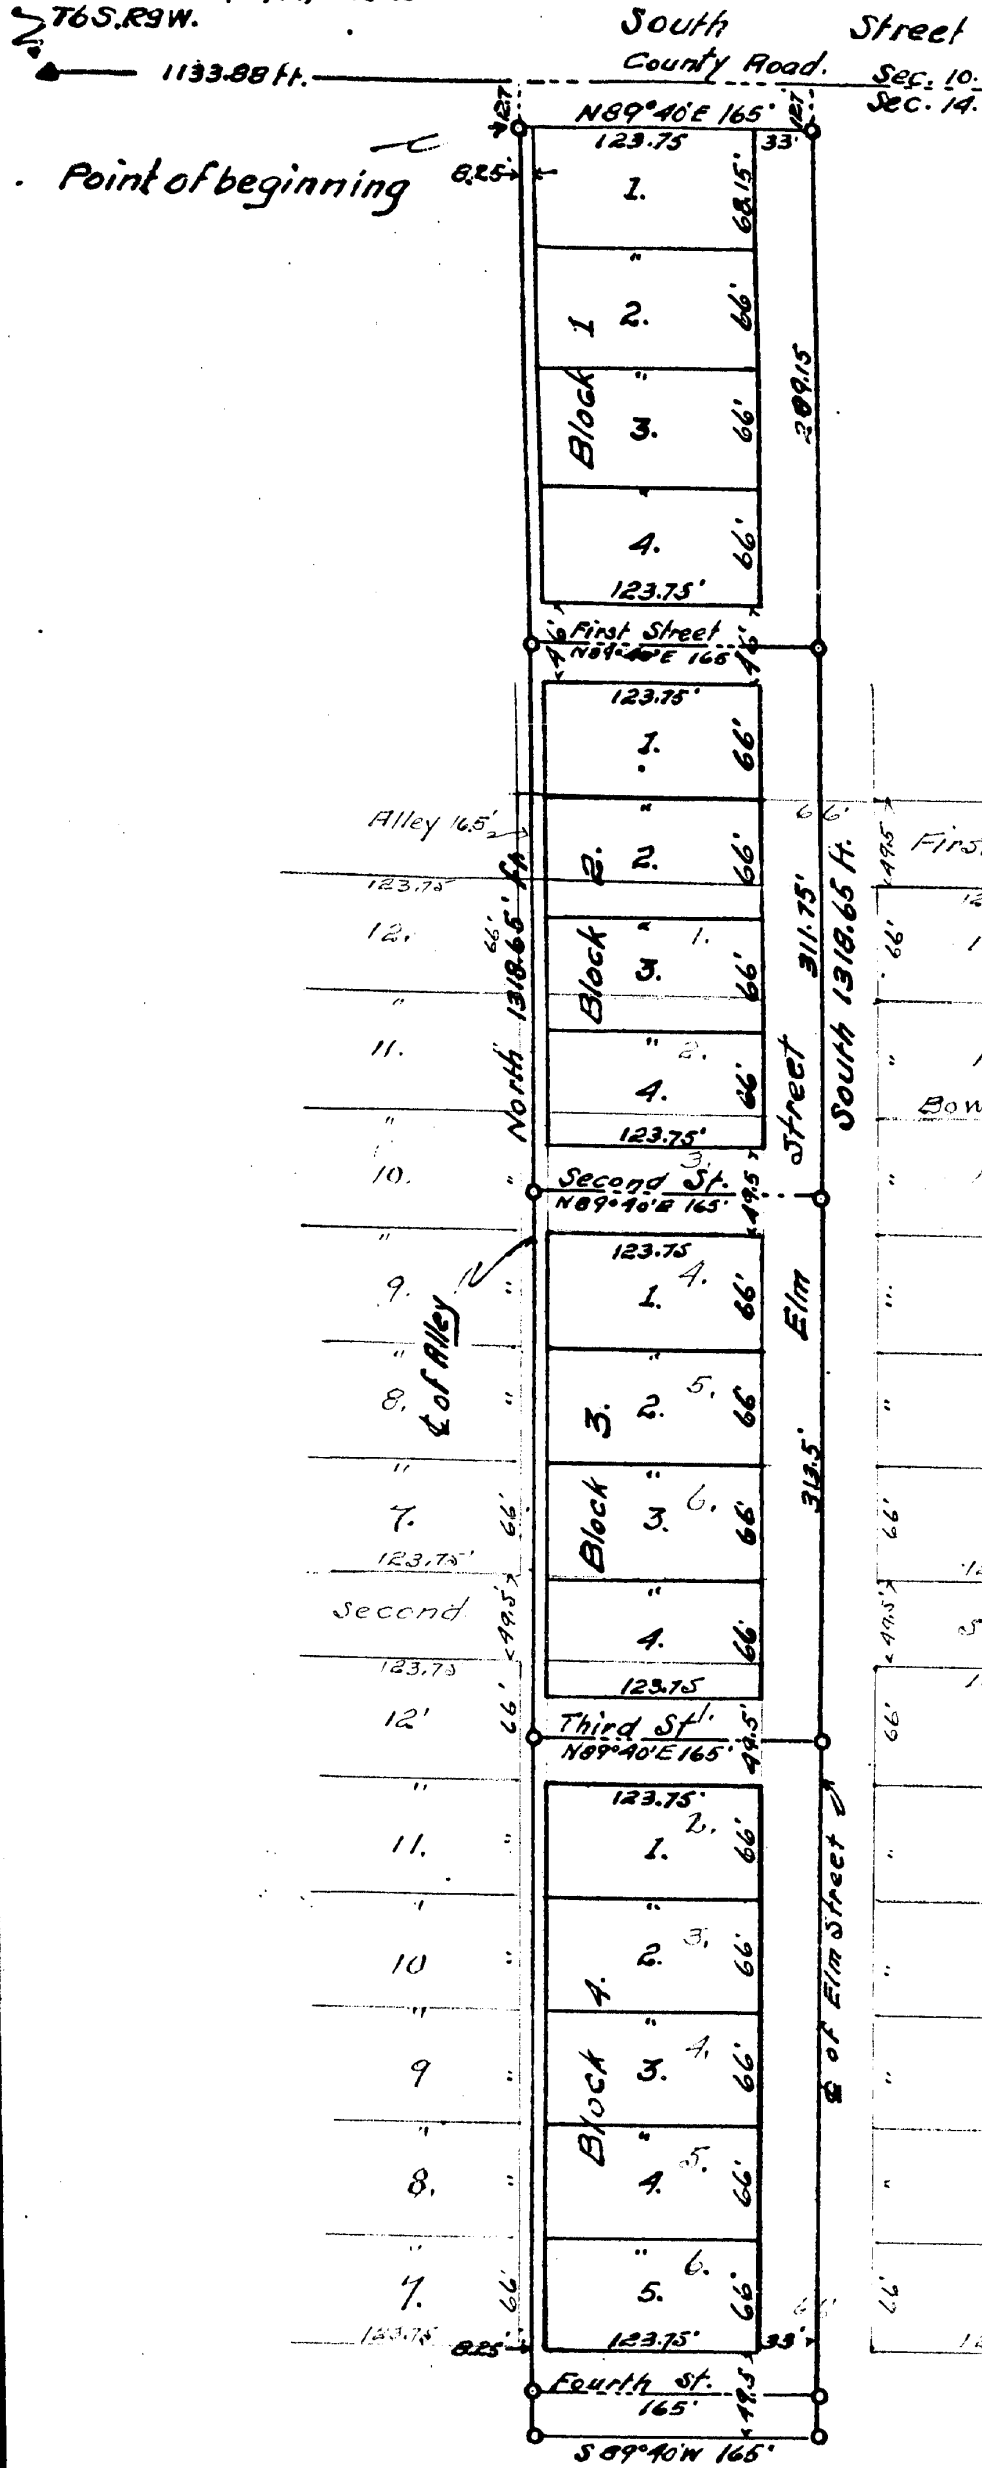 T6S.R9W.
South Street
County Road.
1133.88 ft.
Sec. 10.
Sec. 14.
127
127
N89°40'E 165'
123.75 33'
Point of beginning
8.25'
1. 68.15'
"
2. 66'
Block 1
289.15
"
3. 66'
"
4. 66'
123.75'
46' First Street 46'
N89°40'E 165'
123.75'
1. 66'
66'
Alley 16.5'
"
2. 66'
49.5 First
123.75
12. 66'
Block 2.
North 1318.65' ft
311.75'
South 1318.65 ft.
" 1.
3. 66'
66'
"
11.
" 2.
4. 66'
"
Bow
"
123.75'
3.
10. "
Second St. 49.5
N89°40'E 165'
"
"
123.75
4.
9. "
1. 66'
Elm Street
℄ of Alley
"
"
8. "
2. 5. 66'
"
Block 3.
313.5'
"
"
7. 66'
3. 6. 66'
66'
123.75'
"
Second 49.5'
4. 66'
49.5'
123.75
123.75
12' 66'
Third St. 1. 49.5'
N89°40'E 165'
66'
"
123.75'
2.
11. "
1. 66'
"
"
"
10 "
2. 3. 66'
"
Block 4.
℄ of Elm Street
"
"
9 "
3. 4. 66'
"
"
"
8. "
4. 5. 66'
"
"
" 6.
7. 66'
5. 66'
66'
123.75
8.25'
123.75' 33'
Fourth St. 49.5
165'
S 89°40'W 165'